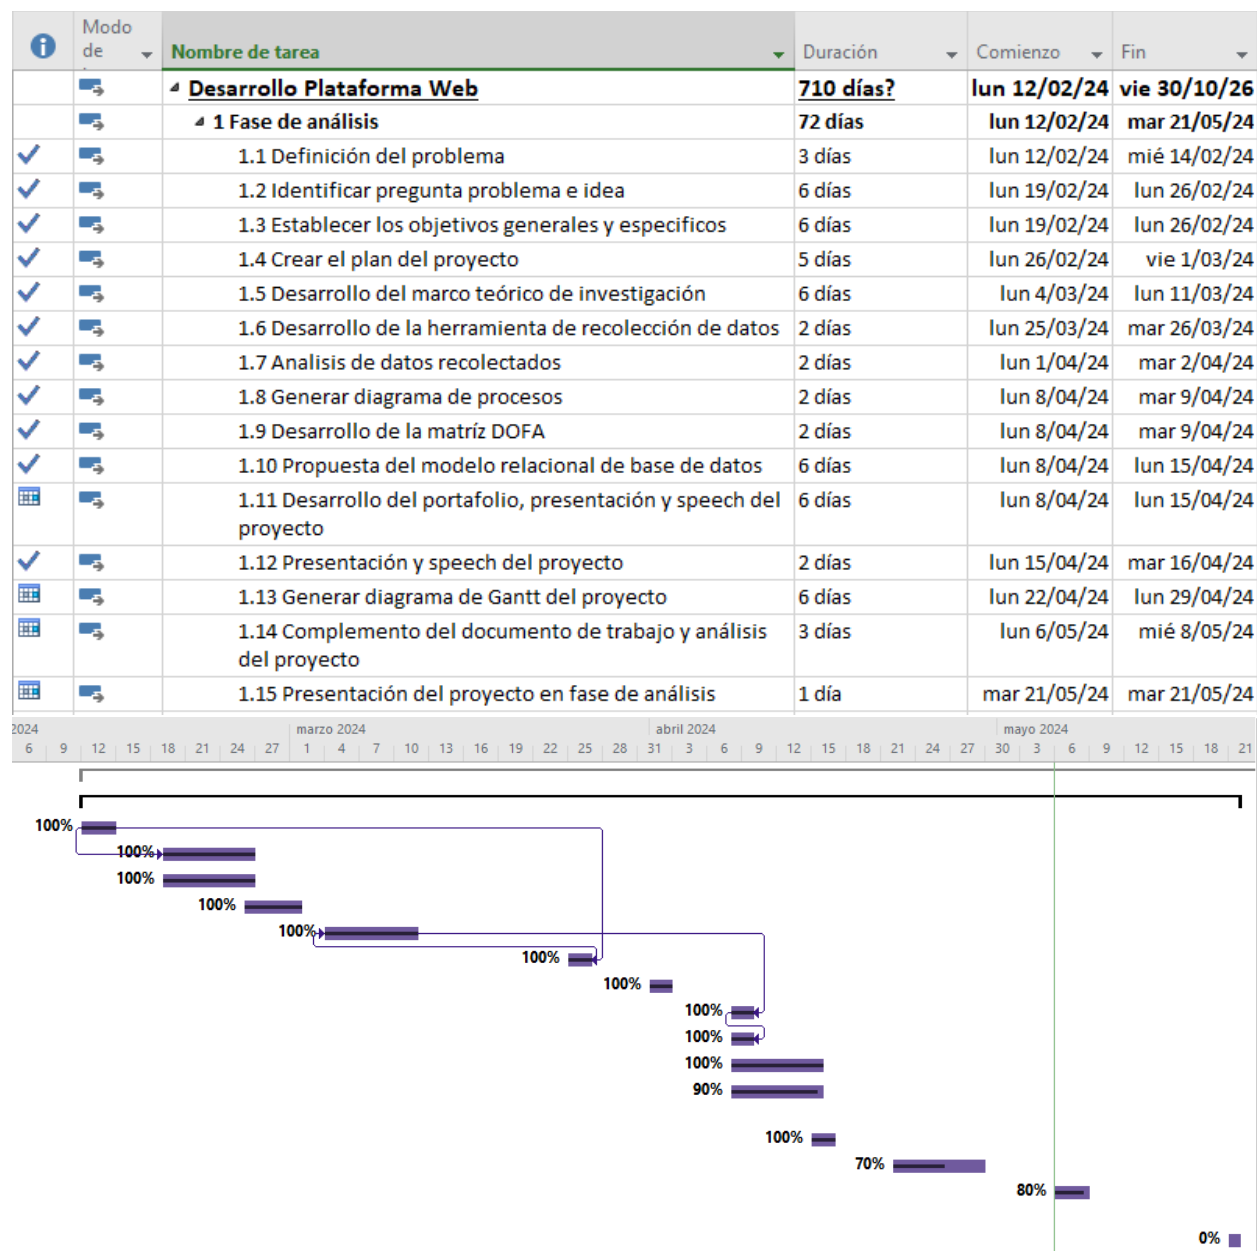 Modo
de
Nombre de tarea Duración Comienzo Fin
Desarrollo Plataforma Web 710 días? lun 12/02/24 vie 30/10/26
1 Fase de análisis 72 días lun 12/02/24 mar 21/05/24
1.1 Definición del problema 3 días lun 12/02/24 mié 14/02/24
1.2 Identificar pregunta problema e idea 6 días lun 19/02/24 lun 26/02/24
1.3 Establecer los objetivos generales y especificos 6 días lun 19/02/24 lun 26/02/24
1.4 Crear el plan del proyecto 5 días lun 26/02/24 vie 1/03/24
1.5 Desarrollo del marco teórico de investigación 6 días lun 4/03/24 lun 11/03/24
1.6 Desarrollo de la herramienta de recolección de datos 2 días lun 25/03/24 mar 26/03/24
1.7 Analisis de datos recolectados 2 días lun 1/04/24 mar 2/04/24
1.8 Generar diagrama de procesos 2 días lun 8/04/24 mar 9/04/24
1.9 Desarrollo de la matríz DOFA 2 días lun 8/04/24 mar 9/04/24
1.10 Propuesta del modelo relacional de base de datos 6 días lun 8/04/24 lun 15/04/24
1.11 Desarrollo del portafolio, presentación y speech del 6 días lun 8/04/24 lun 15/04/24
proyecto
1.12 Presentación y speech del proyecto 2 días lun 15/04/24 mar 16/04/24
1.13 Generar diagrama de Gantt del proyecto 6 días lun 22/04/24 lun 29/04/24
1.14 Complemento del documento de trabajo y análisis 3 días lun 6/05/24 mié 8/05/24
del proyecto
1.15 Presentación del proyecto en fase de análisis 1 día mar 21/05/24 mar 21/05/24
2024 marzo 2024 abril 2024 mayo 2024
6 9 12 15 18 21 24 27 1 4 7 10 13 16 19 22 25 28 31 3 6 9 12 15 18 21 24 27 30 3 6 9 12 15 18 21
100%
100%
100%
100%
100%
100%
100%
100%
100%
100%
90%
100%
70%
80%
0%